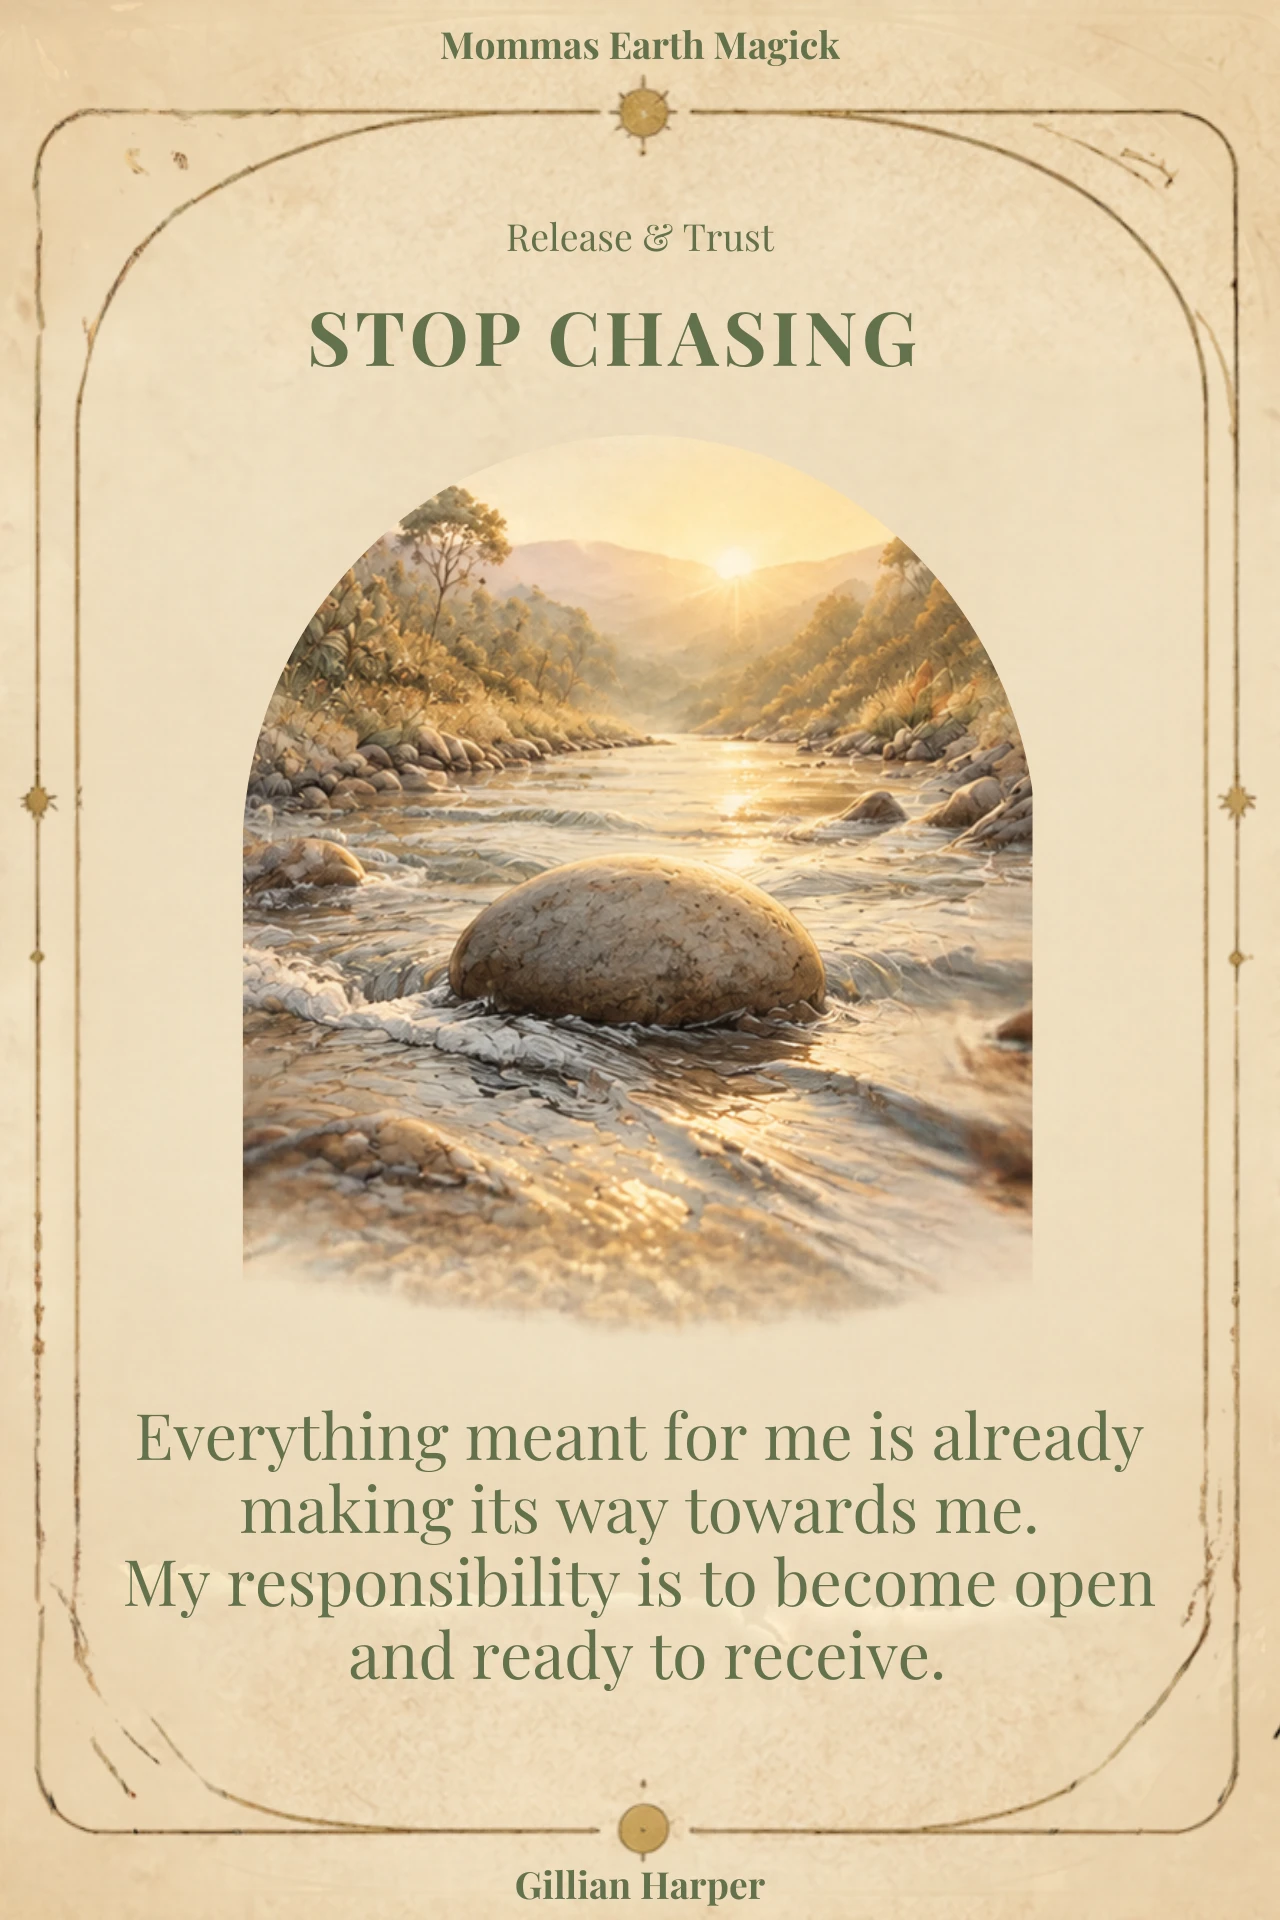 Mommas Earth Magick
Release & Trust
STOP CHASING
Everything meant for me is already
making its way towards me.
My responsibility is to become open
and ready to receive.
Gillian Harper